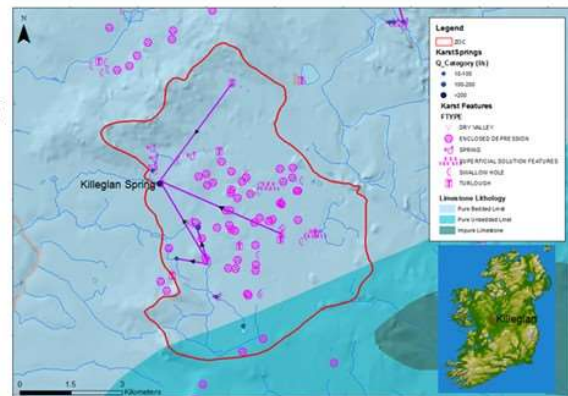 N
Legend
ZOC
KarstSprings
Q_Category (l/s)
10-100
100-200
>200
Karst Features
FTYPE
DRY VALLEY
ENCLOSED DEPRESSION
SPRING
SUPERFICIAL SOLUTION FEATURES
SWALLOW HOLE
TURLOUGH
Limestone Lithology
Pure Bedded Lmst
Pure Unbedded Lmst
Impure Limestone
Killegian Spring
Killegian
0 1.5 3
Kilometers